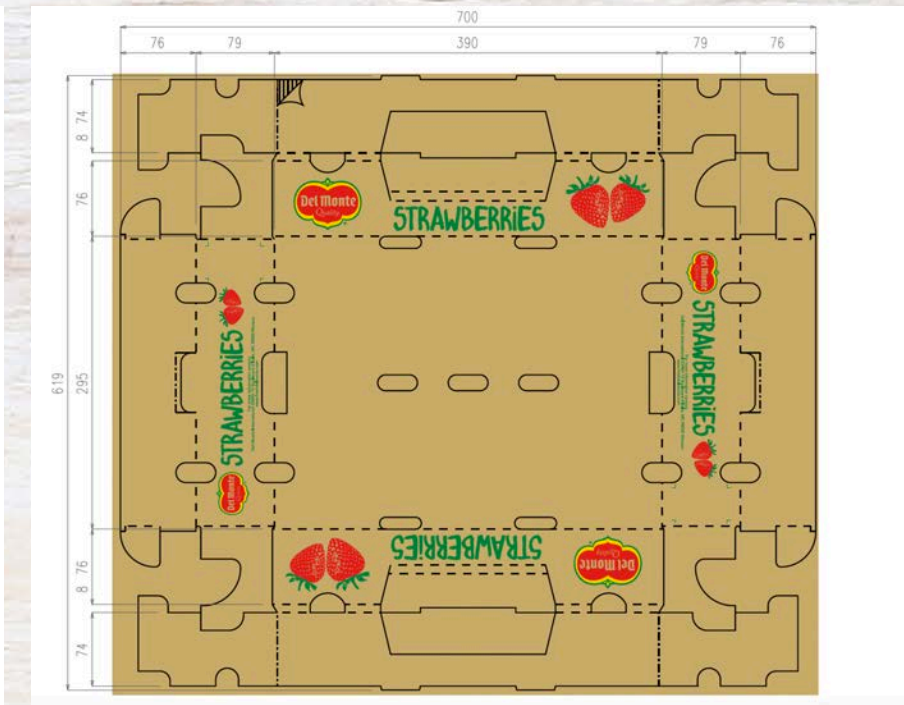 700
76 79 390 79 76
8 74
76
619
295
8 76
74
Del Monte
Quality
STRAWBERRiES
STRAWBERRiES
Del Monte
Del Monte
STRAWBERRiES
STRAWBERRiES
Del Monte
Quality